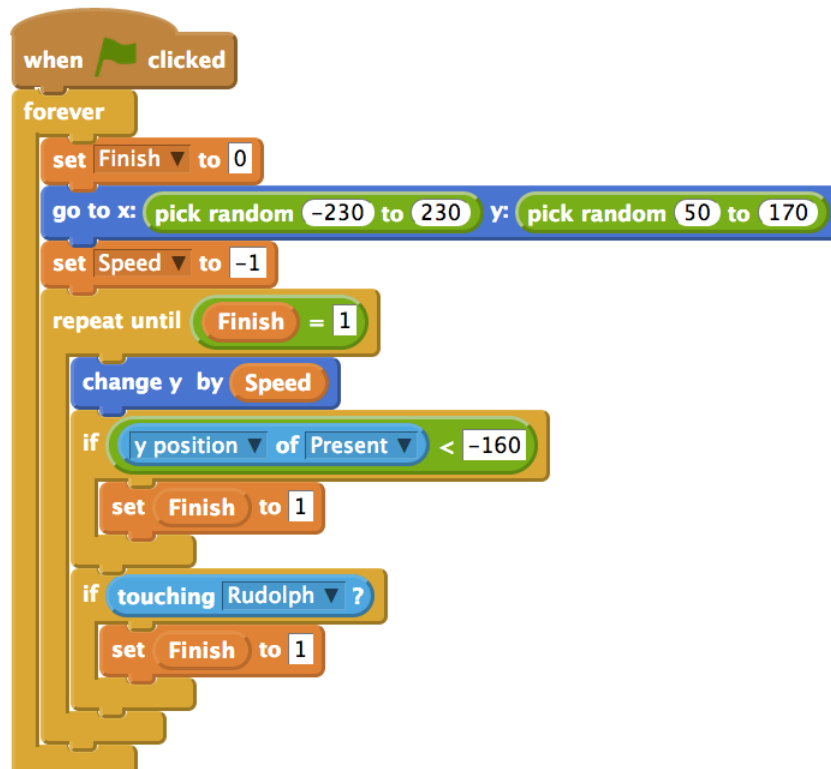 when clicked
forever
set Finish ▼ to 0
go to x: pick random -230 to 230 y: pick random 50 to 170
set Speed ▼ to -1
repeat until Finish = 1
change y by Speed
if y position ▼ of Present ▼ < -160
set Finish to 1
if touching Rudolph ▼ ?
set Finish to 1